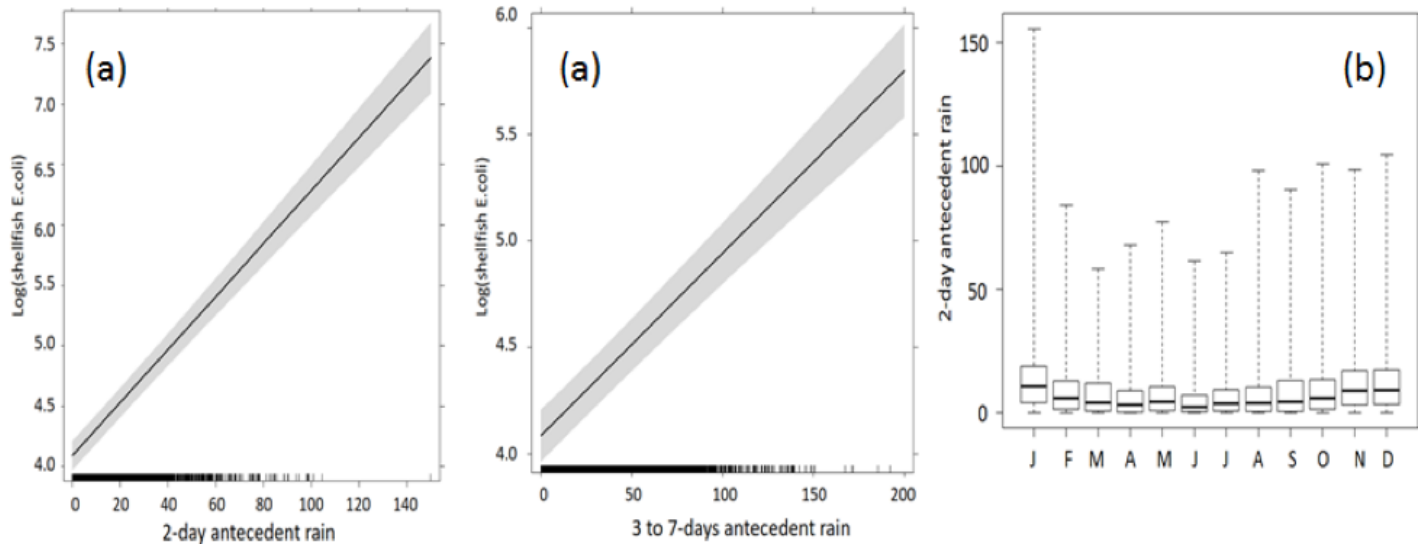 (a)
Log(shellfish E.coli)
7.5
7.0
6.5
6.0
5.5
5.0
4.5
4.0
0 20 40 60 80 100 120 140
2-day antecedent rain
(a)
Log(shellfish E.coli)
6.0
5.5
5.0
4.5
4.0
0 50 100 150 200
3 to 7-days antecedent rain
(b)
2-day antecedent rain
150
100
50
0
J F M A M J J A S O N D